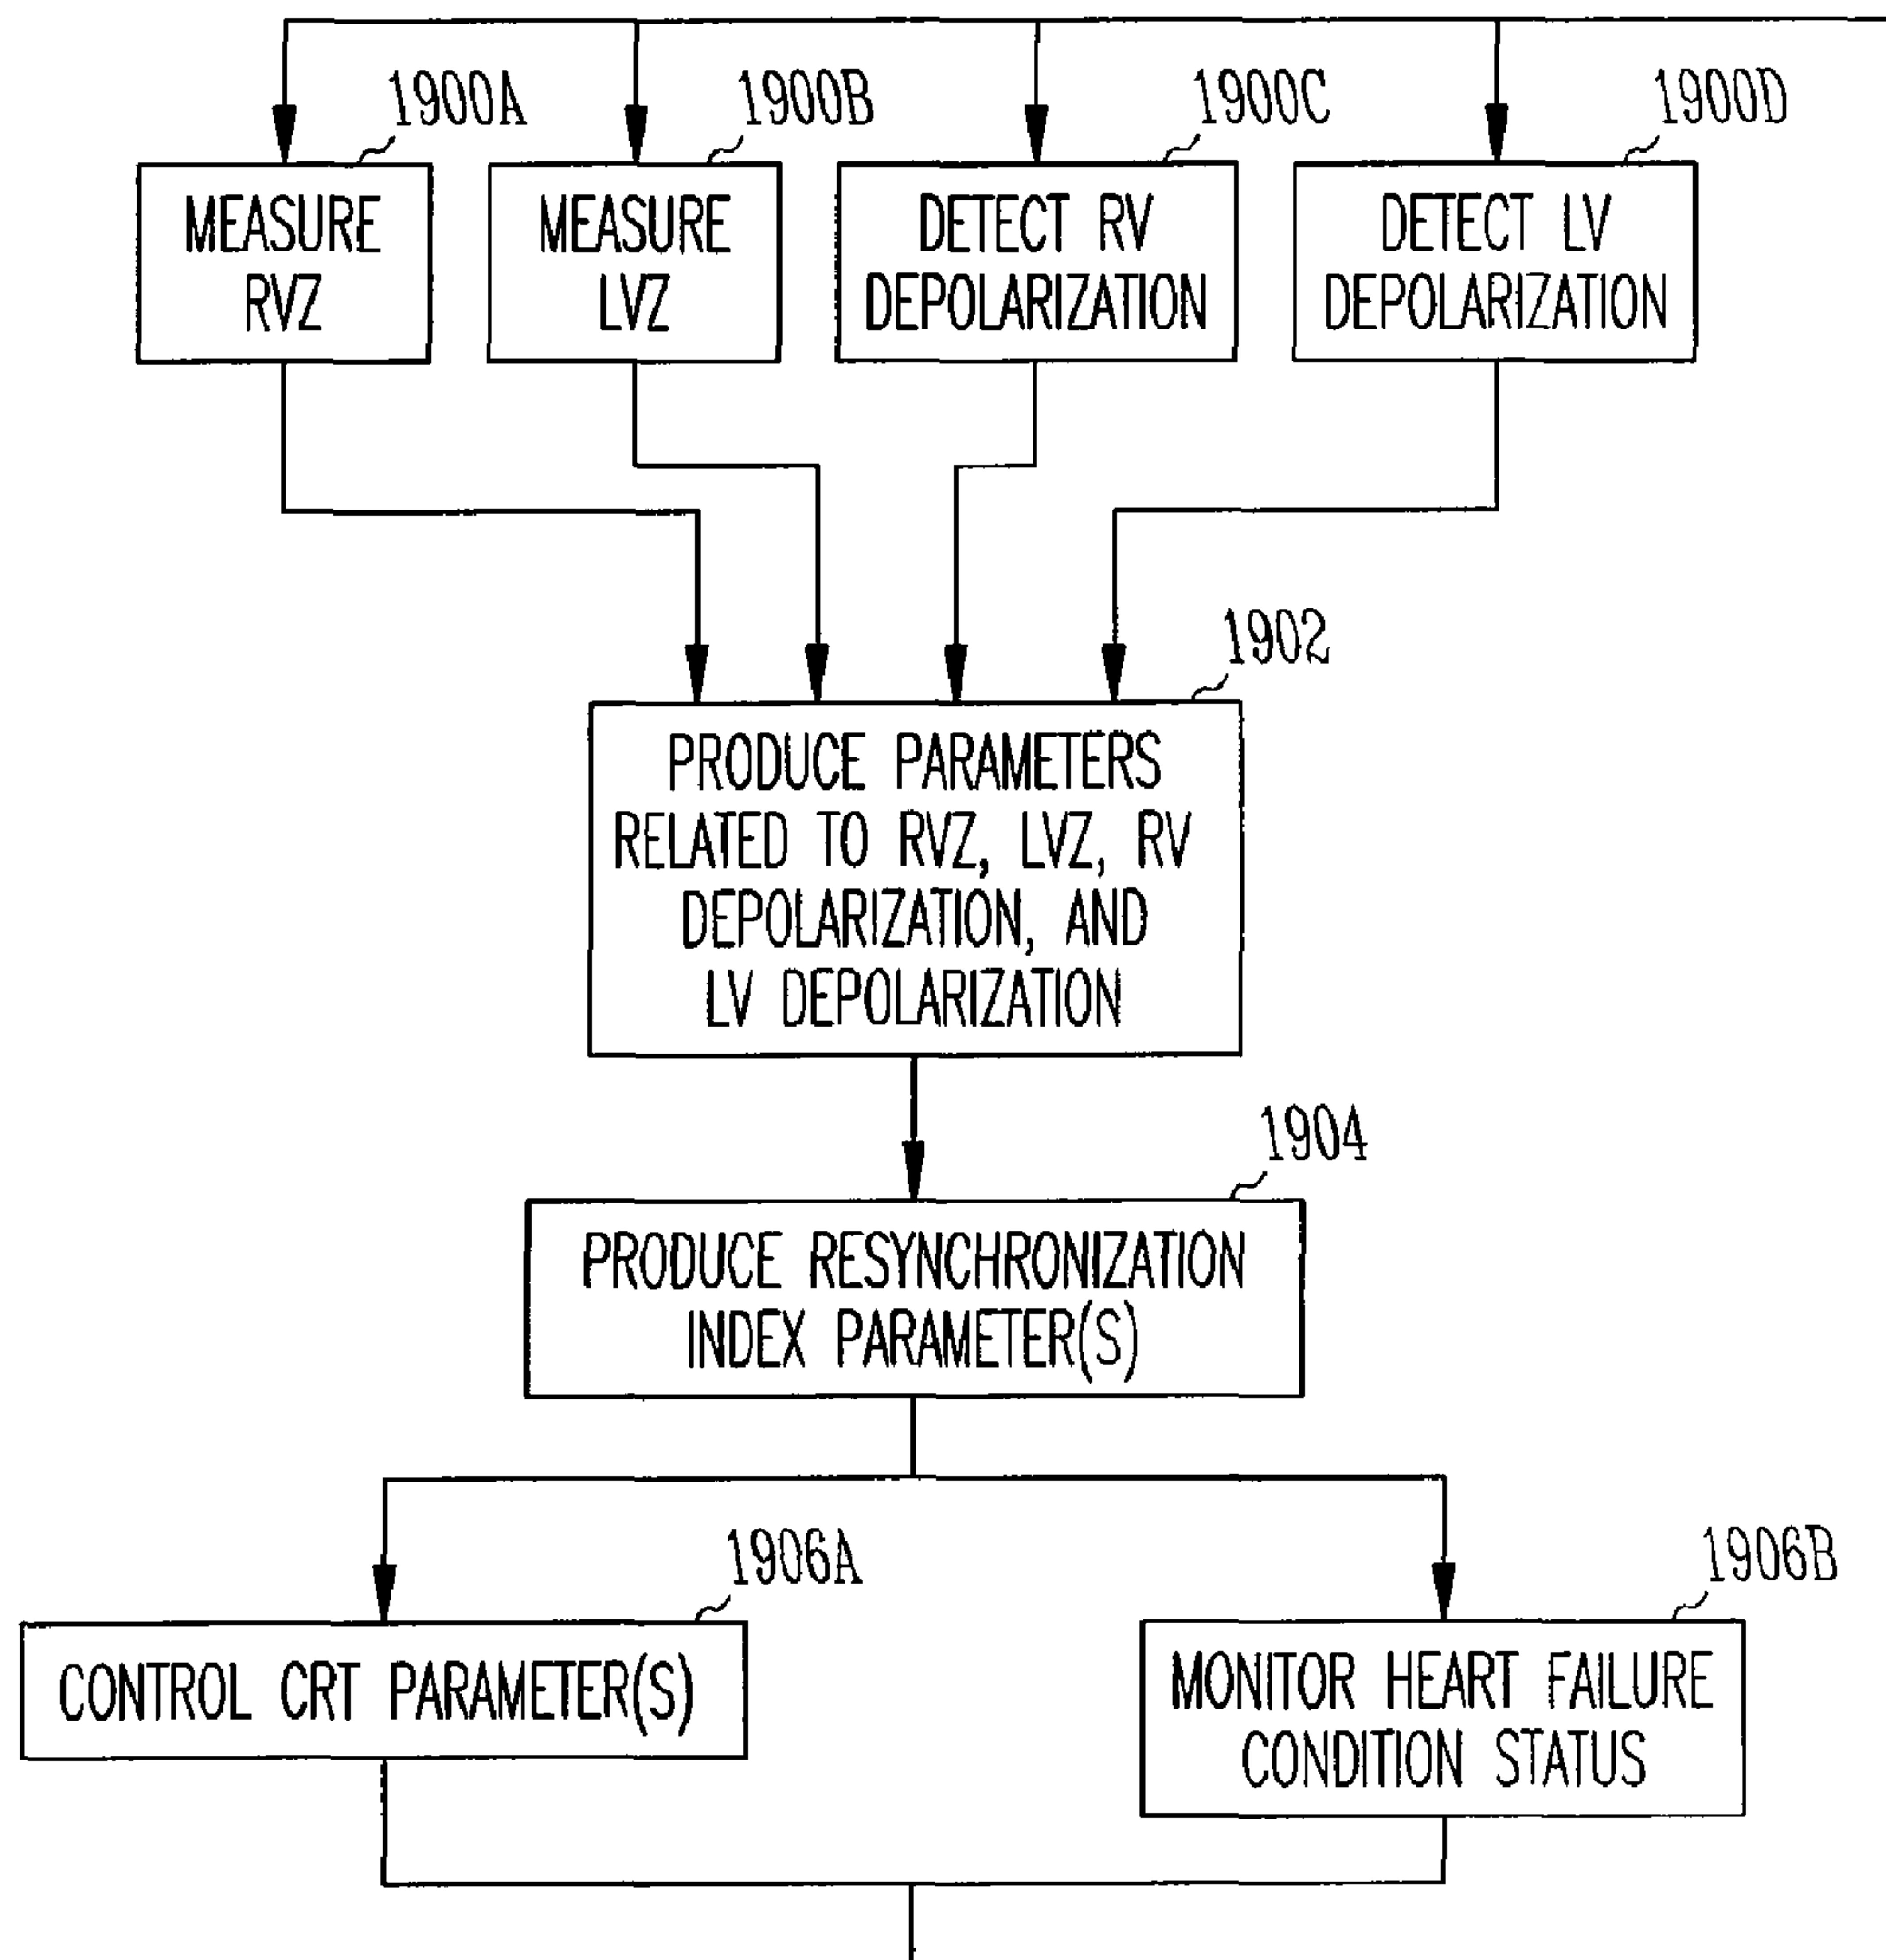 1900A
1900B
1900C
1900D
MEASURE
RVZ
MEASURE
LVZ
DETECT RV
DEPOLARIZATION
DETECT LV
DEPOLARIZATION
1902
PRODUCE PARAMETERS
RELATED TO RVZ, LVZ, RV
DEPOLARIZATION, AND
LV DEPOLARIZATION
1904
PRODUCE RESYNCHRONIZATION
INDEX PARAMETER(S)
1906A
CONTROL CRT PARAMETER(S)
1906B
MONITOR HEART FAILURE
CONDITION STATUS